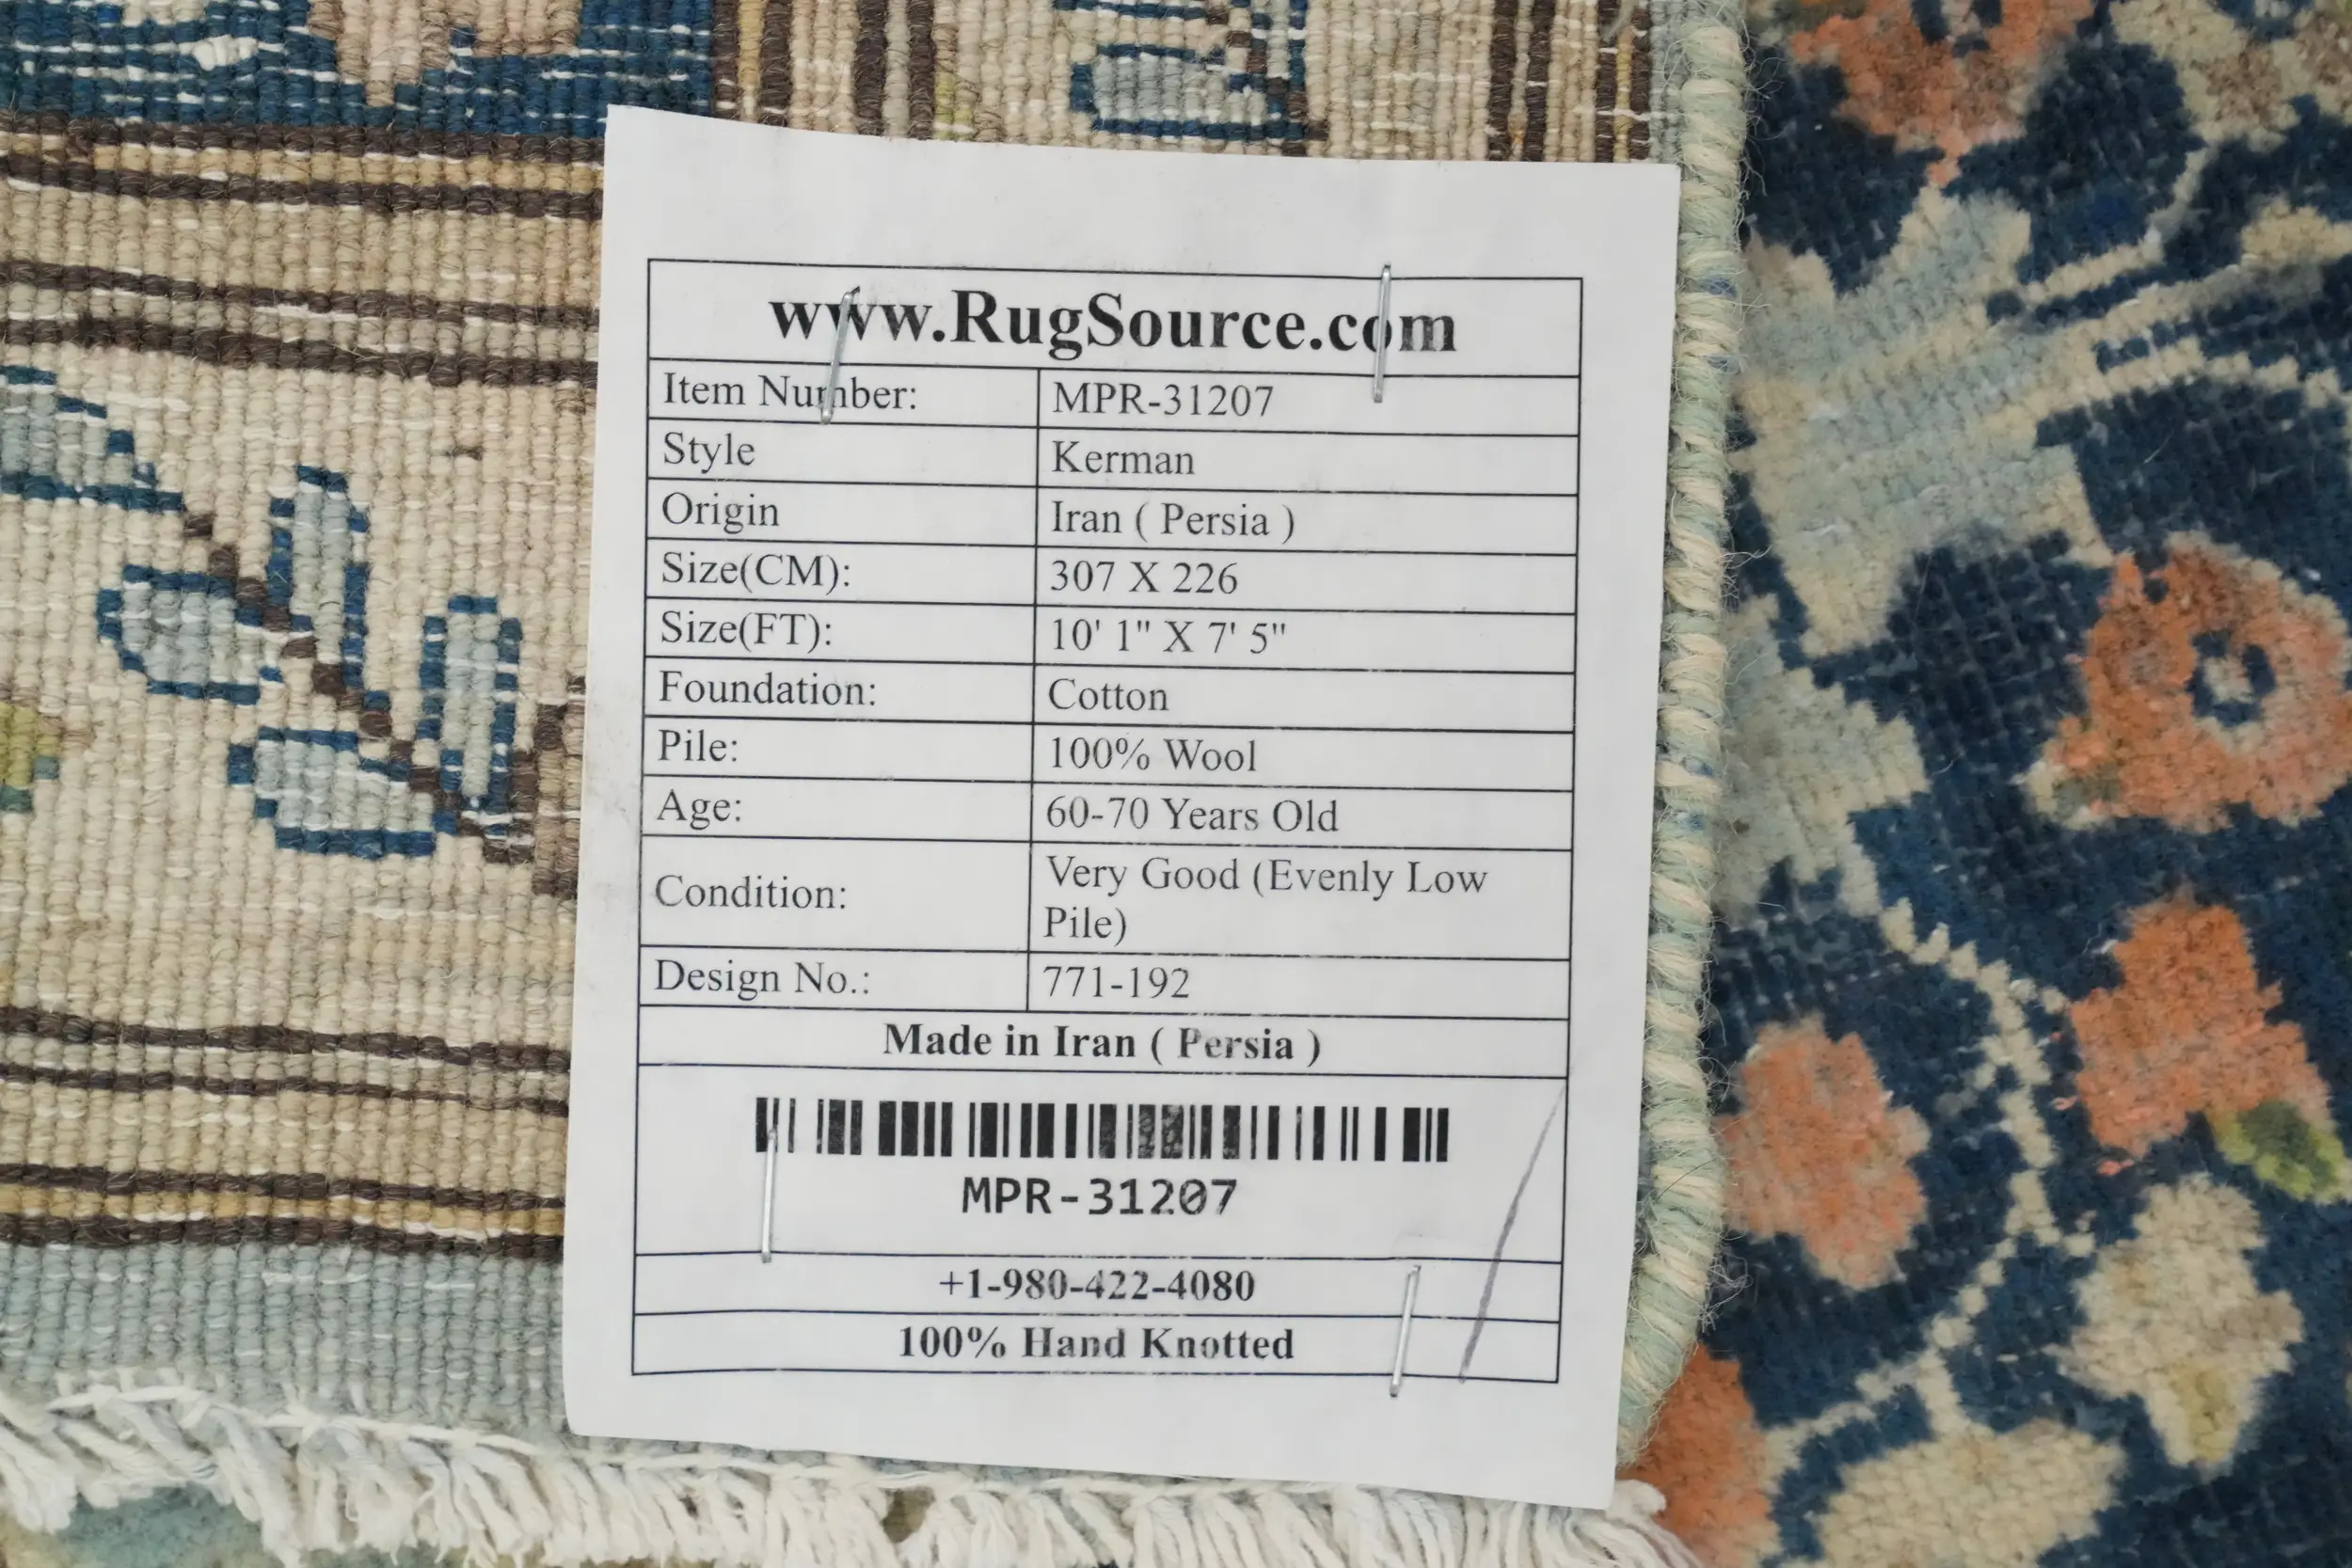 www.RugSource.com
Item Number: MPR-31207
Style Kerman
Origin Iran ( Persia )
Size(CM): 307 X 226
Size(FT): 10' 1" X 7' 5"
Foundation: Cotton
Pile: 100% Wool
Age: 60-70 Years Old
Condition: Very Good (Evenly Low
Pile)
Design No.: 771-192
Made in Iran ( Persia )
MPR-31207
+1-980-422-4080
100% Hand Knotted